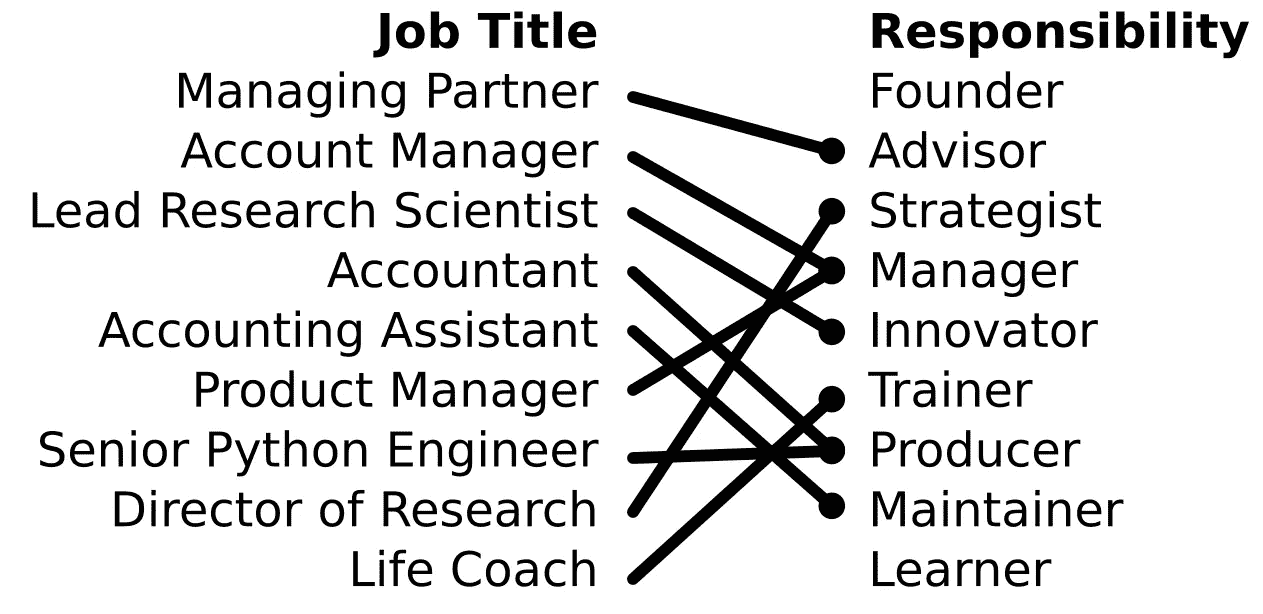 Job Title Responsibility
Managing Partner Founder
Account Manager Advisor
Lead Research Scientist Strategist
Accountant Manager
Accounting Assistant Innovator
Product Manager Trainer
Senior Python Engineer Producer
Director of Research Maintainer
Life Coach Learner